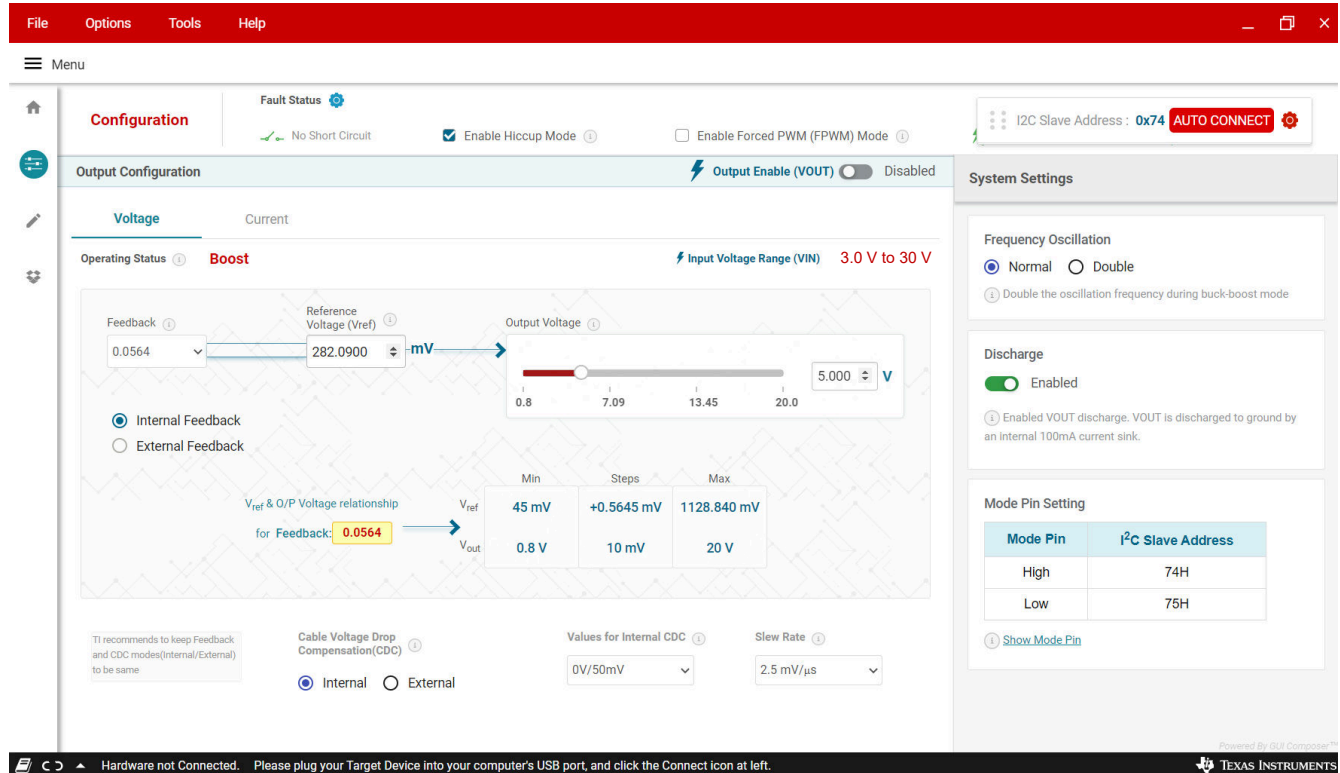 File Options Tools Help
Menu
Configuration
Fault Status
No Short Circuit
Enable Hiccup Mode
Enable Forced PWM (FPWM) Mode
I2C Slave Address : 0x74 AUTO CONNECT
Output Configuration
Output Enable (VOUT) Disabled
Voltage Current
Operating Status Boost
Input Voltage Range (VIN) 3.0 V to 30 V
Feedback
0.0564
Reference
Voltage (Vref)
282.0900 mV
Output Voltage
5.000 V
0.8 7.09 13.45 20.0
Internal Feedback
External Feedback
Vref & O/P Voltage relationship
for Feedback: 0.0564
Min Steps Max
Vref 45 mV +0.5645 mV 1128.840 mV
Vout 0.8 V 10 mV 20 V
TI recommends to keep Feedback
and CDC modes(Internal/External)
to be same
Cable Voltage Drop
Compensation(CDC)
Internal External
Values for Internal CDC
0V/50mV
Slew Rate
2.5 mV/µs
System Settings
Frequency Oscillation
Normal Double
Double the oscillation frequency during buck-boost mode
Discharge
Enabled
Enabled VOUT discharge. VOUT is discharged to ground by
an internal 100mA current sink.
Mode Pin Setting
Mode Pin I2C Slave Address
High 74H
Low 75H
Show Mode Pin
Powered By GUI Composer™
Hardware not Connected. Please plug your Target Device into your computer's USB port, and click the Connect icon at left.
TEXAS INSTRUMENTS